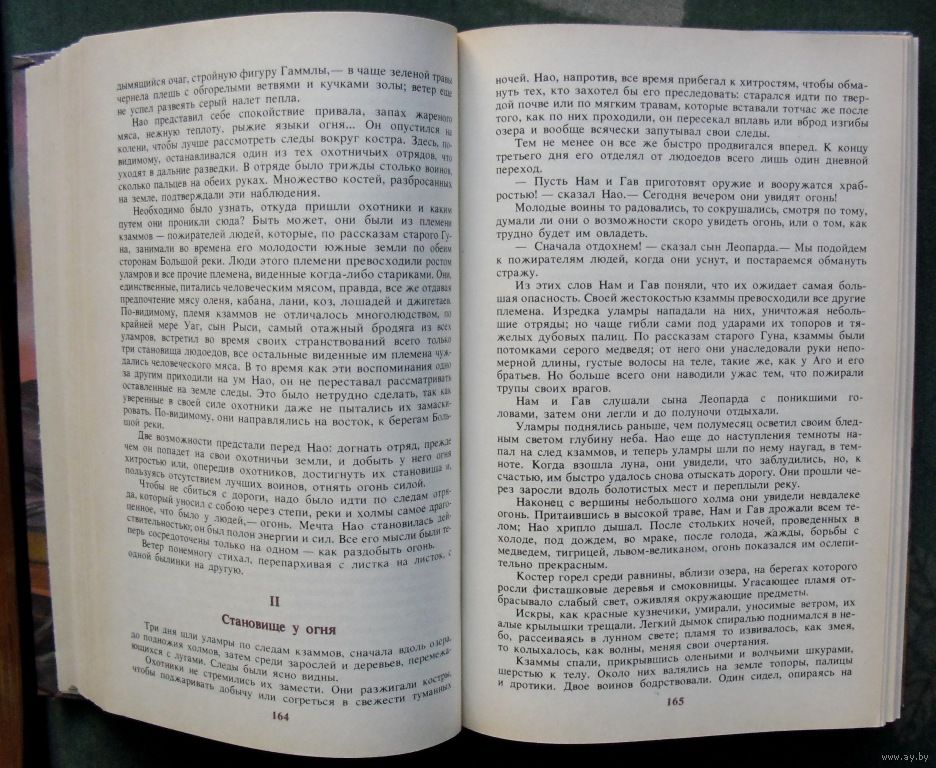 дымящийся очаг, стройную фигуру Гаммлы,— в чаще зеленой травы
чернела плешь с обгорелыми ветвями и кучками золы; ветер еще
не успел развеять серый налет пепла.
Нао представил себе спокойствие привала, запах жареного
мяса, нежную теплоту, рыжие языки огня... Он опустился на
колени, чтобы лучше рассмотреть следы вокруг костра. Здесь, по-
видимому, останавливался один из тех охотничьих отрядов, что
уходят в дальние разведки. В отряде было трижды столько воинов,
сколько пальцев на обеих руках. Множество костей, разбросанных
на земле, подтверждали эти наблюдения.
Необходимо было узнать, откуда пришли охотники и каким
путем они проникли сюда? Быть может, они были из племени
кзаммов — пожирателей людей, которые, по рассказам старого Гу-
на, занимали во времена его молодости южные земли по обеим
сторонам Большой реки. Люди этого племени превосходили ростом
уламров и все прочие племена, виденные когда-либо стариками. Они,
единственные, питались человеческим мясом, правда, все же отдавая
предпочтение мясу оленя, кабана, лани, коз, лошадей и джигетаев.
По-видимому, племя кзаммов не отличалось многолюдством, по
крайней мере Уаг, сын Рыси, самый отажный бродяга из всех
уламров, встретил во время своих странствований всего только
три становища людоедов, все остальные виденные им племена чуж-
дались человеческого мяса. В то время как эти воспоминания одно
за другим приходили на ум Нао, он не переставал рассматривать
оставленные на земле следы. Это было нетрудно сделать, так как
уверенные в своей силе охотники даже не пытались их замаски-
ровать. По-видимому, они направлялись на восток, к берегам Боль-
шой реки.
Две возможности предстали перед Нао: догнать отряд, прежде
чем он попадет на свои охотничьи земли, и добыть у него огня
хитростью или, опередив охотников, достигнуть их становища и,
пользуясь отсутствием лучших воинов, отнять огонь силой.
Чтобы не сбиться с дороги, надо было идти по следам отря-
да, который уносил с собою через степи, реки и холмы самое драго-
ценное, что было у людей,— огонь. Мечта Нао становилась дей-
ствительностью; он был полон энергии и сил. Все его мысли были те-
перь сосредоточены только на одном — как раздобыть огонь.
Ветер понемногу стихал, перепархивая с листка на листок, с
одной былинки на другую.
II
Становище у огня
Три дня шли уламры по следам кзаммов, сначала вдоль озера,
до подножия холмов, затем среди зарослей и деревьев, перемежа-
ющихся с лугами. Следы были ясно видны.
Охотники не стремились их замести. Они разжигали костры,
чтобы поджаривать добычу или согреться в свежести туманных
164
ночей. Нао, напротив, все время прибегал к хитростям, чтобы обма-
нуть тех, кто захотел бы его преследовать: старался идти по твер-
дой почве или по мягким травам, которые вставали тотчас же после
того, как по них проходили, он пересекал вплавь или вброд изгибы
озера и вообще всячески запутывал свои следы.
Тем не менее он все же быстро продвигался вперед. К концу
третьего дня его отделял от людоедов всего лишь один дневной
переход.
— Пусть Нам и Гав приготовят оружие и вооружатся храб-
ростью! — сказал Нао.— Сегодня вечером они увидят огонь!
Молодые воины то радовались, то сокрушались, смотря по тому,
думали ли они о возможности скоро увидеть огонь, или о том, как
трудно будет им овладеть.
— Сначала отдохнем! — сказал сын Леопарда.— Мы подойдем
к пожирателям людей, когда они уснут, и постараемся обмануть
стражу.
Из этих слов Нам и Гав поняли, что их ожидает самая боль-
шая опасность. Своей жестокостью кзаммы превосходили все другие
племена. Изредка уламры нападали на них, уничтожая неболь-
шие отряды; но чаще гибли сами под ударами их топоров и тя-
желых дубовых палиц. По рассказам старого Гуна, кзаммы были
потомками серого медведя; от него они унаследовали руки непо-
мерной длины, густые волосы на теле, такие же, как у Аго и его
братьев. Но больше всего они наводили ужас тем, что пожирали
трупы своих врагов.
Нам и Гав слушали сына Леопарда с поникшими го-
ловами, затем они легли и до полуночи отдыхали.
Уламры поднялись раньше, чем полумесяц осветил своим блед-
ным светом глубину неба. Нао еще до наступления темноты на-
пал на след кзаммов, и теперь уламры шли по нему наугад, в тем-
ноте. Когда взошла луна, они увидели, что заблудились, но, к
счастью, им быстро удалось снова отыскать дорогу. Они прошли че-
рез заросли вдоль болотистых мест и переплыли реку.
Наконец с вершины небольшого холма они увидели невдалеке
огонь. Притаившись в высокой траве, Нам и Гав дрожали всем те-
лом; Нао хрипло дышал. После стольких ночей, проведенных в
холоде, под дождем, во мраке, после голода, жажды, борьбы с
медведем, тигрицей, львом-великаном, огонь показался им ослепи-
тельно прекрасным.
Костер горел среди равнины, вблизи озера, на берегах которого
росли фисташковые деревья и смоковницы. Угасающее пламя от-
брасывало слабый свет, оживляя окружающие предметы.
Искры, как красные кузнечики, умирали, уносимые ветром, их
алые крылышки трещали. Легкий дымок спиралью поднимался в не-
бо, рассеиваясь в лунном свете; пламя то извивалось, как змея,
то колыхалось, как волны, меняя свои очертания.
Кзаммы спали, прикрывшись оленьими и волчьими шкурами,
шерстью к телу. Около них валялись на земле топоры, палицы
и дротики. Двое воинов бодрствовали. Один сидел, опираясь на
165
www.ay.by